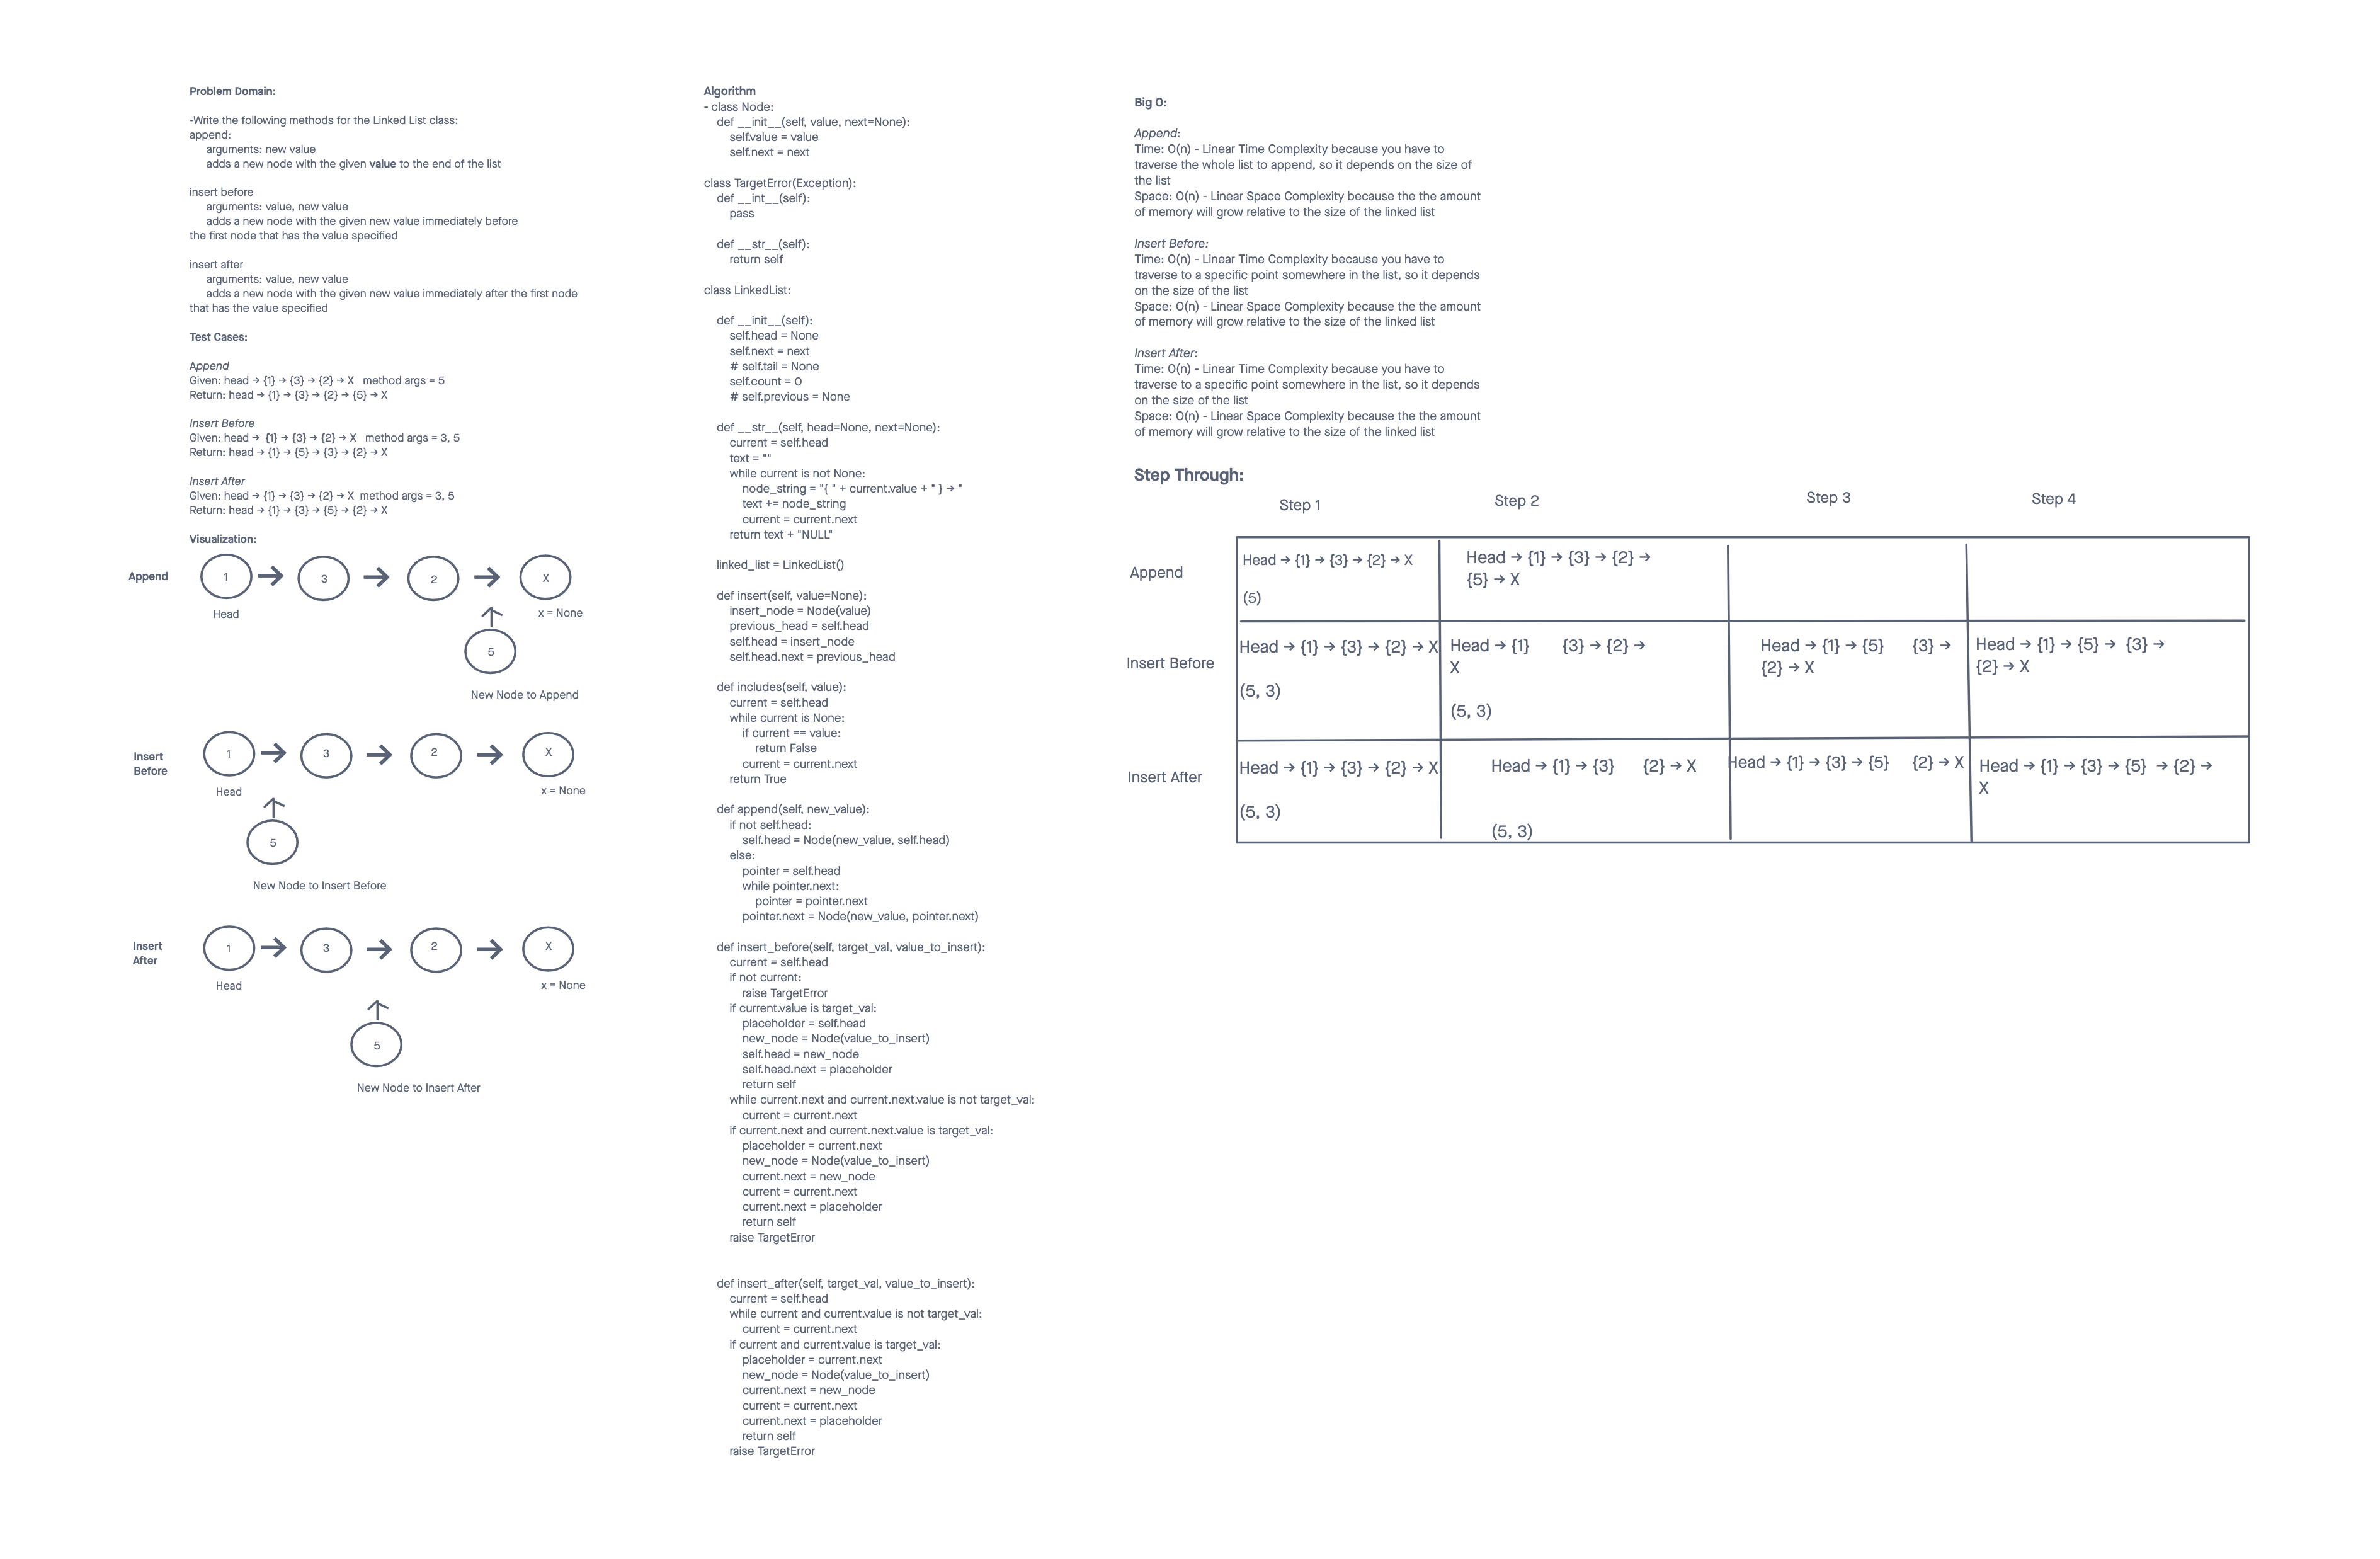 Problem Domain:
-Write the following methods for the Linked List class:
append:
arguments: new value
adds a new node with the given value to the end of the list
insert before
arguments: value, new value
adds a new node with the given new value immediately before
the first node that has the value specified
insert after
arguments: value, new value
adds a new node with the given new value immediately after the first node
that has the value specified
Test Cases:
Append
Given: head → {1} → {3} → {2} → X   method args = 5
Return: head → {1} → {3} → {2} → {5} → X
Insert Before
Given: head →  {1} → {3} → {2} → X   method args = 3, 5
Return: head → {1} → {5} → {3} → {2} → X
Insert After
Given: head → {1} → {3} → {2} → X  method args = 3, 5
Return: head → {1} → {3} → {5} → {2} → X
Visualization:
Append
1 → 3 → 2 → X
Head
x = None
5
New Node to Append
Insert
Before
1 → 3 → 2 → X
Head
x = None
5
New Node to Insert Before
Insert
After
1 → 3 → 2 → X
Head
x = None
5
New Node to Insert After
Algorithm
- class Node:
def __init__(self, value, next=None):
self.value = value
self.next = next
class TargetError(Exception):
def __int__(self):
pass
def __str__(self):
return self
class LinkedList:
def __init__(self):
self.head = None
self.next = next
# self.tail = None
self.count = 0
# self.previous = None
def __str__(self, head=None, next=None):
current = self.head
text = ""
while current is not None:
node_string = "{ " + current.value + " } → "
text += node_string
current = current.next
return text + "NULL"
linked_list = LinkedList()
def insert(self, value=None):
insert_node = Node(value)
previous_head = self.head
self.head = insert_node
self.head.next = previous_head
def includes(self, value):
current = self.head
while current is None:
if current == value:
return False
current = current.next
return True
def append(self, new_value):
if not self.head:
self.head = Node(new_value, self.head)
else:
pointer = self.head
while pointer.next:
pointer = pointer.next
pointer.next = Node(new_value, pointer.next)
def insert_before(self, target_val, value_to_insert):
current = self.head
if not current:
raise TargetError
if current.value is target_val:
placeholder = self.head
new_node = Node(value_to_insert)
self.head = new_node
self.head.next = placeholder
return self
while current.next and current.next.value is not target_val:
current = current.next
if current.next and current.next.value is target_val:
placeholder = current.next
new_node = Node(value_to_insert)
current.next = new_node
current = current.next
current.next = placeholder
return self
raise TargetError
def insert_after(self, target_val, value_to_insert):
current = self.head
while current and current.value is not target_val:
current = current.next
if current and current.value is target_val:
placeholder = current.next
new_node = Node(value_to_insert)
current.next = new_node
current = current.next
current.next = placeholder
return self
raise TargetError
Big O:
Append:
Time: O(n) - Linear Time Complexity because you have to
traverse the whole list to append, so it depends on the size of
the list
Space: O(n) - Linear Space Complexity because the the amount
of memory will grow relative to the size of the linked list
Insert Before:
Time: O(n) - Linear Time Complexity because you have to
traverse to a specific point somewhere in the list, so it depends
on the size of the list
Space: O(n) - Linear Space Complexity because the the amount
of memory will grow relative to the size of the linked list
Insert After:
Time: O(n) - Linear Time Complexity because you have to
traverse to a specific point somewhere in the list, so it depends
on the size of the list
Space: O(n) - Linear Space Complexity because the the amount
of memory will grow relative to the size of the linked list
Step Through:
Step 1
Step 2
Step 3
Step 4
Append
Head → {1} → {3} → {2} → X
(5)
Head → {1} → {3} → {2} →
{5} → X
Insert Before
Head → {1} → {3} → {2} → X
(5, 3)
Head → {1}     {3} → {2} →
X
(5, 3)
Head → {1} → {5}     {3} →
{2} → X
Head → {1} → {5} →  {3} →
{2} → X
Insert After
Head → {1} → {3} → {2} → X
(5, 3)
Head → {1} → {3}     {2} → X
(5, 3)
Head → {1} → {3} → {5}     {2} → X
Head → {1} → {3} → {5}  → {2} →
X